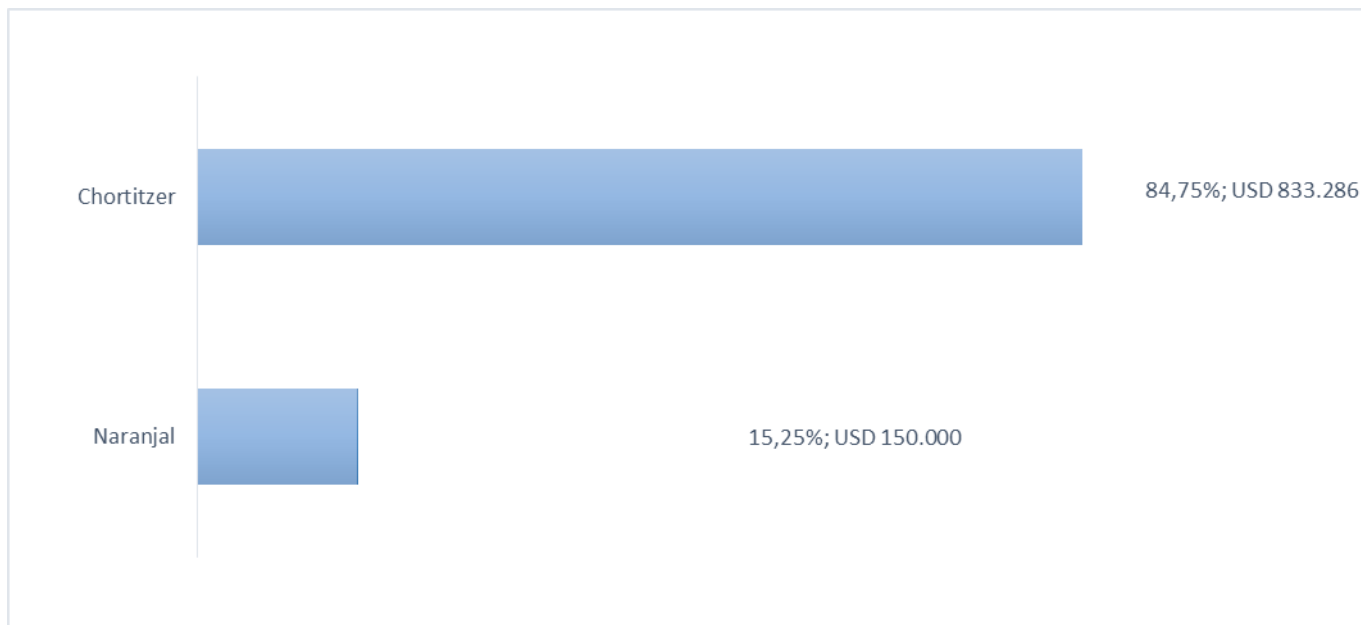 Chortitzer 84,75%; USD 833.286
Naranjal 15,25%; USD 150.000